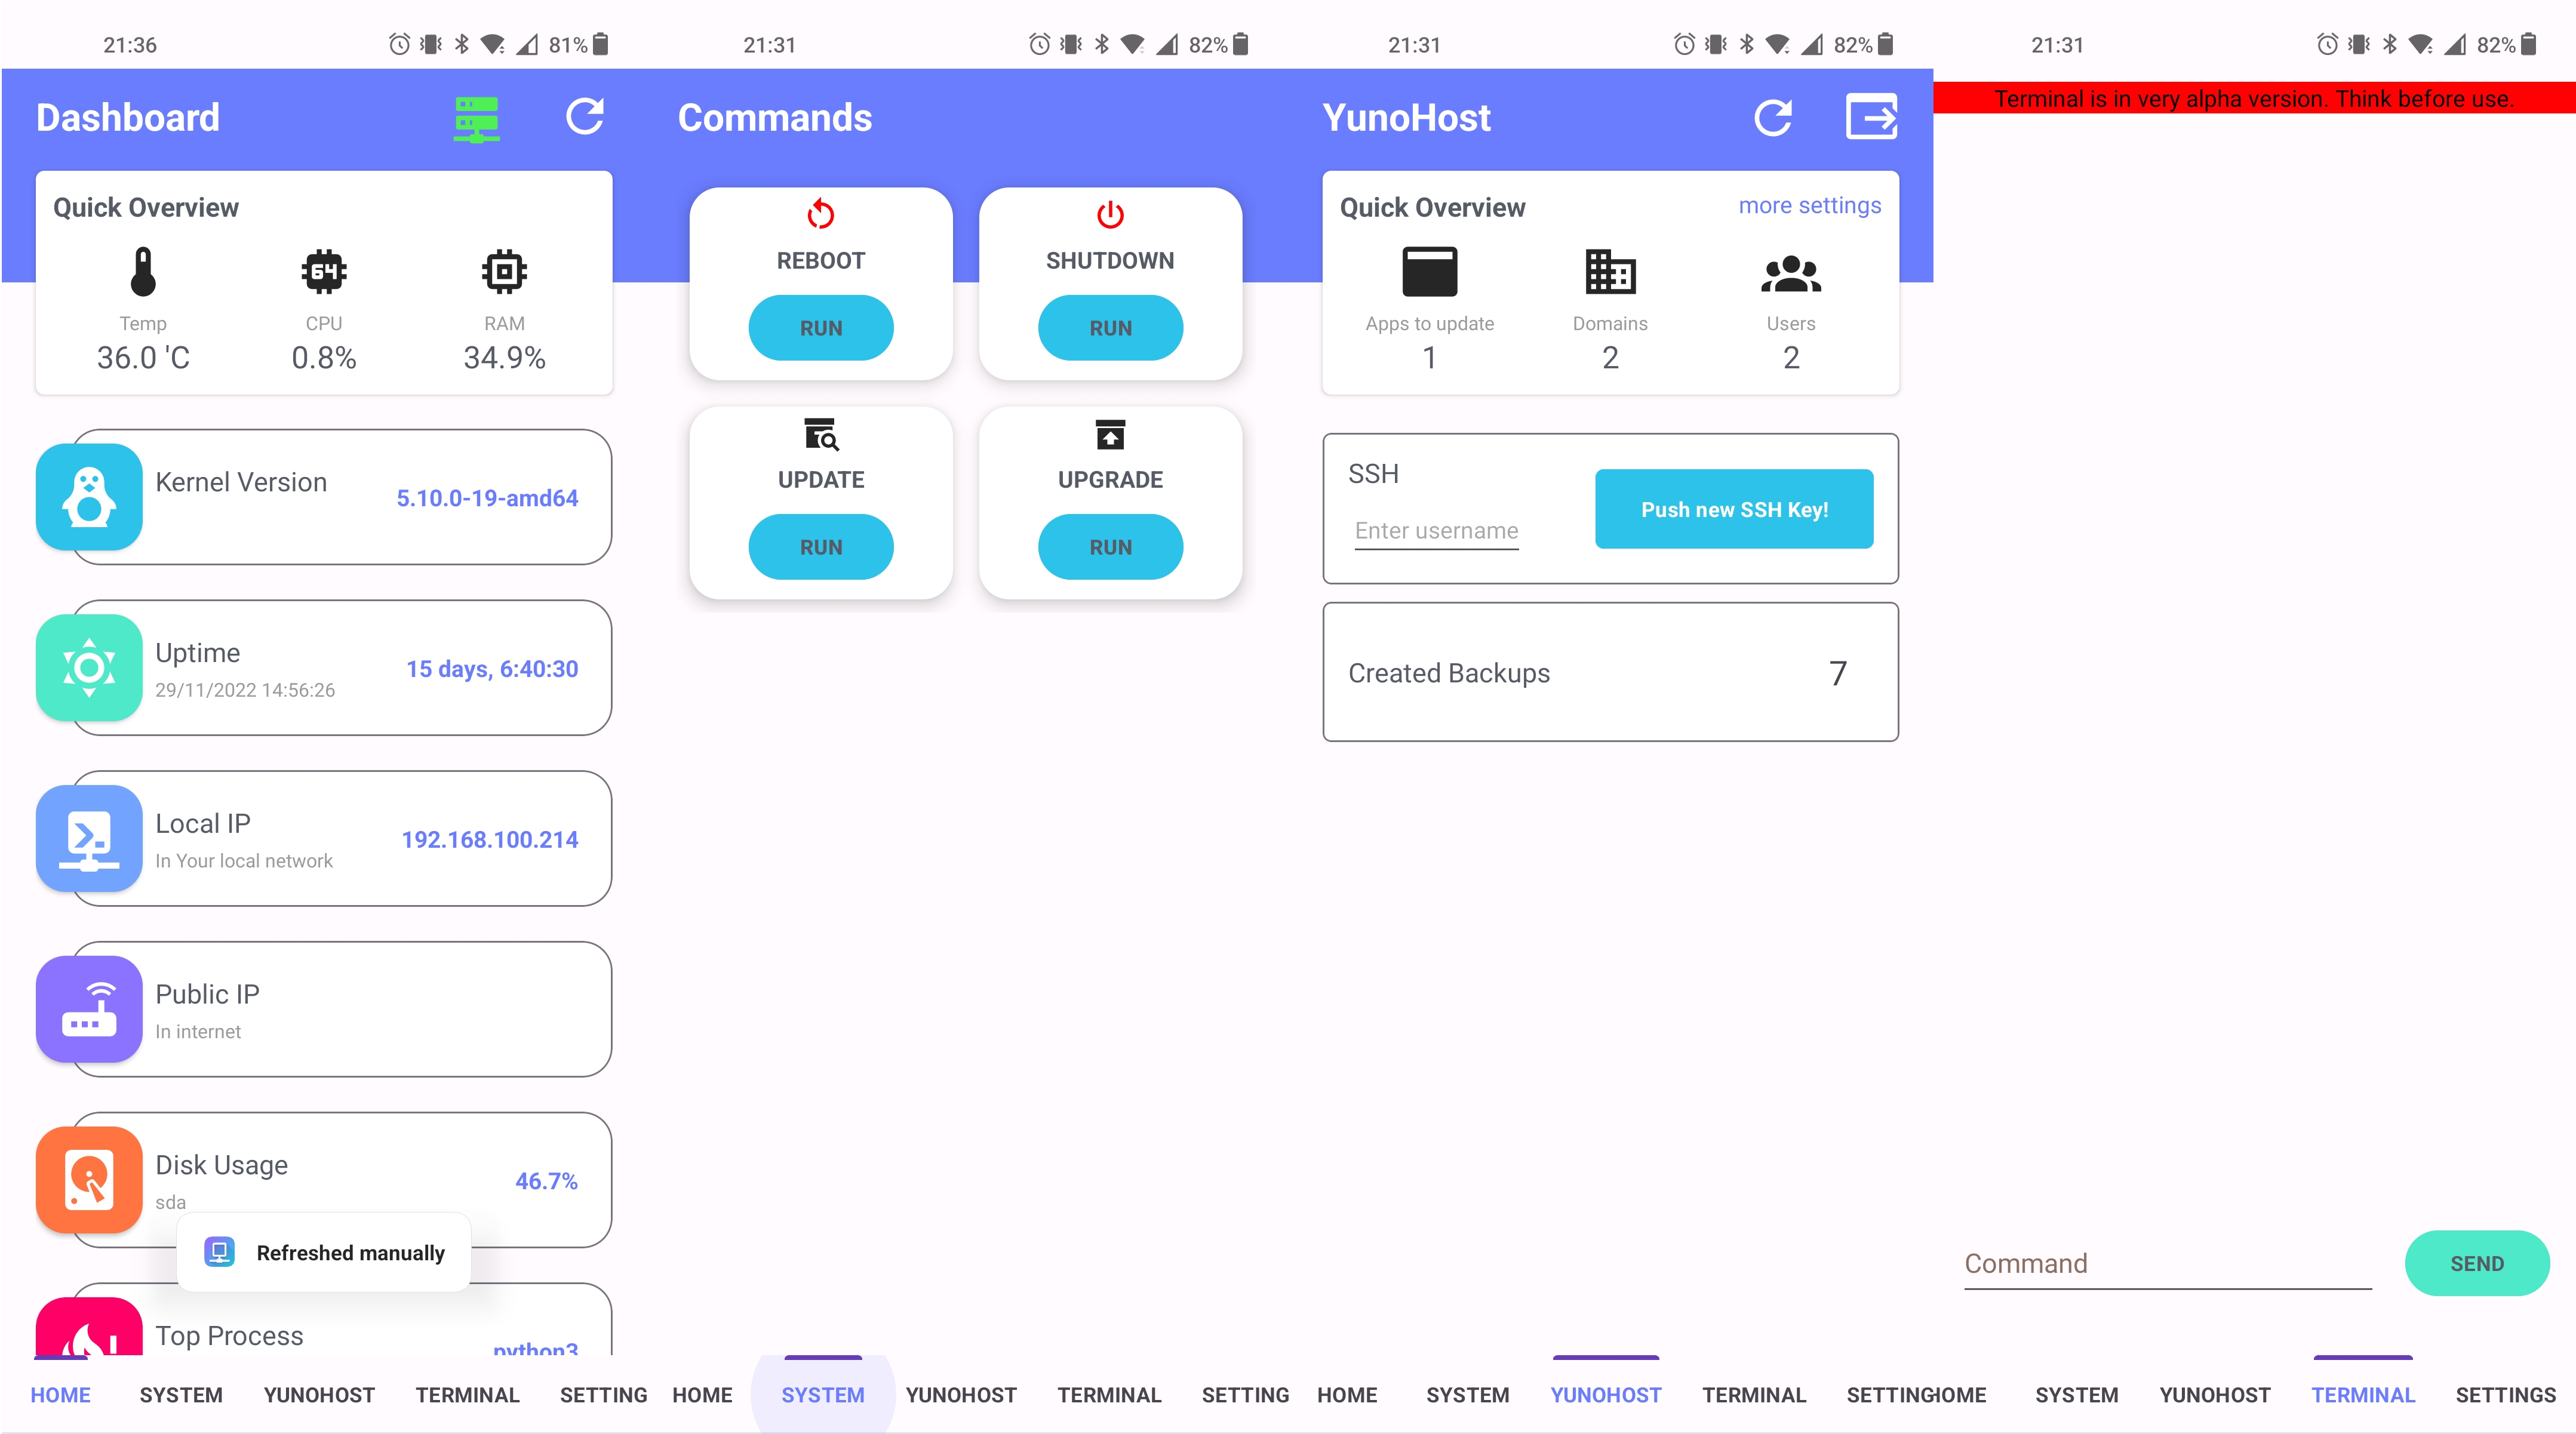 21:36
81%
Dashboard
Quick Overview
64
Temp
CPU
RAM
36.0 'C
0.8%
34.9%
Kernel Version
5.10.0-19-amd64
Uptime
15 days, 6:40:30
29/11/2022 14:56:26
Local IP
192.168.100.214
In Your local network
Public IP
In internet
Disk Usage
46.7%
sda
Refreshed manually
Top Process
python3
HOME
SYSTEM
YUNOHOST
TERMINAL
SETTING
21:31
82%
Commands
REBOOT
RUN
SHUTDOWN
RUN
UPDATE
RUN
UPGRADE
RUN
HOME
SYSTEM
YUNOHOST
TERMINAL
SETTING
21:31
82%
YunoHost
Quick Overview
more settings
Apps to update
Domains
Users
1
2
2
SSH
Enter username
Push new SSH Key!
Created Backups
7
HOME
SYSTEM
YUNOHOST
TERMINAL
SETTING
21:31
82%
Terminal is in very alpha version. Think before use.
Command
SEND
HOME
SYSTEM
YUNOHOST
TERMINAL
SETTINGS